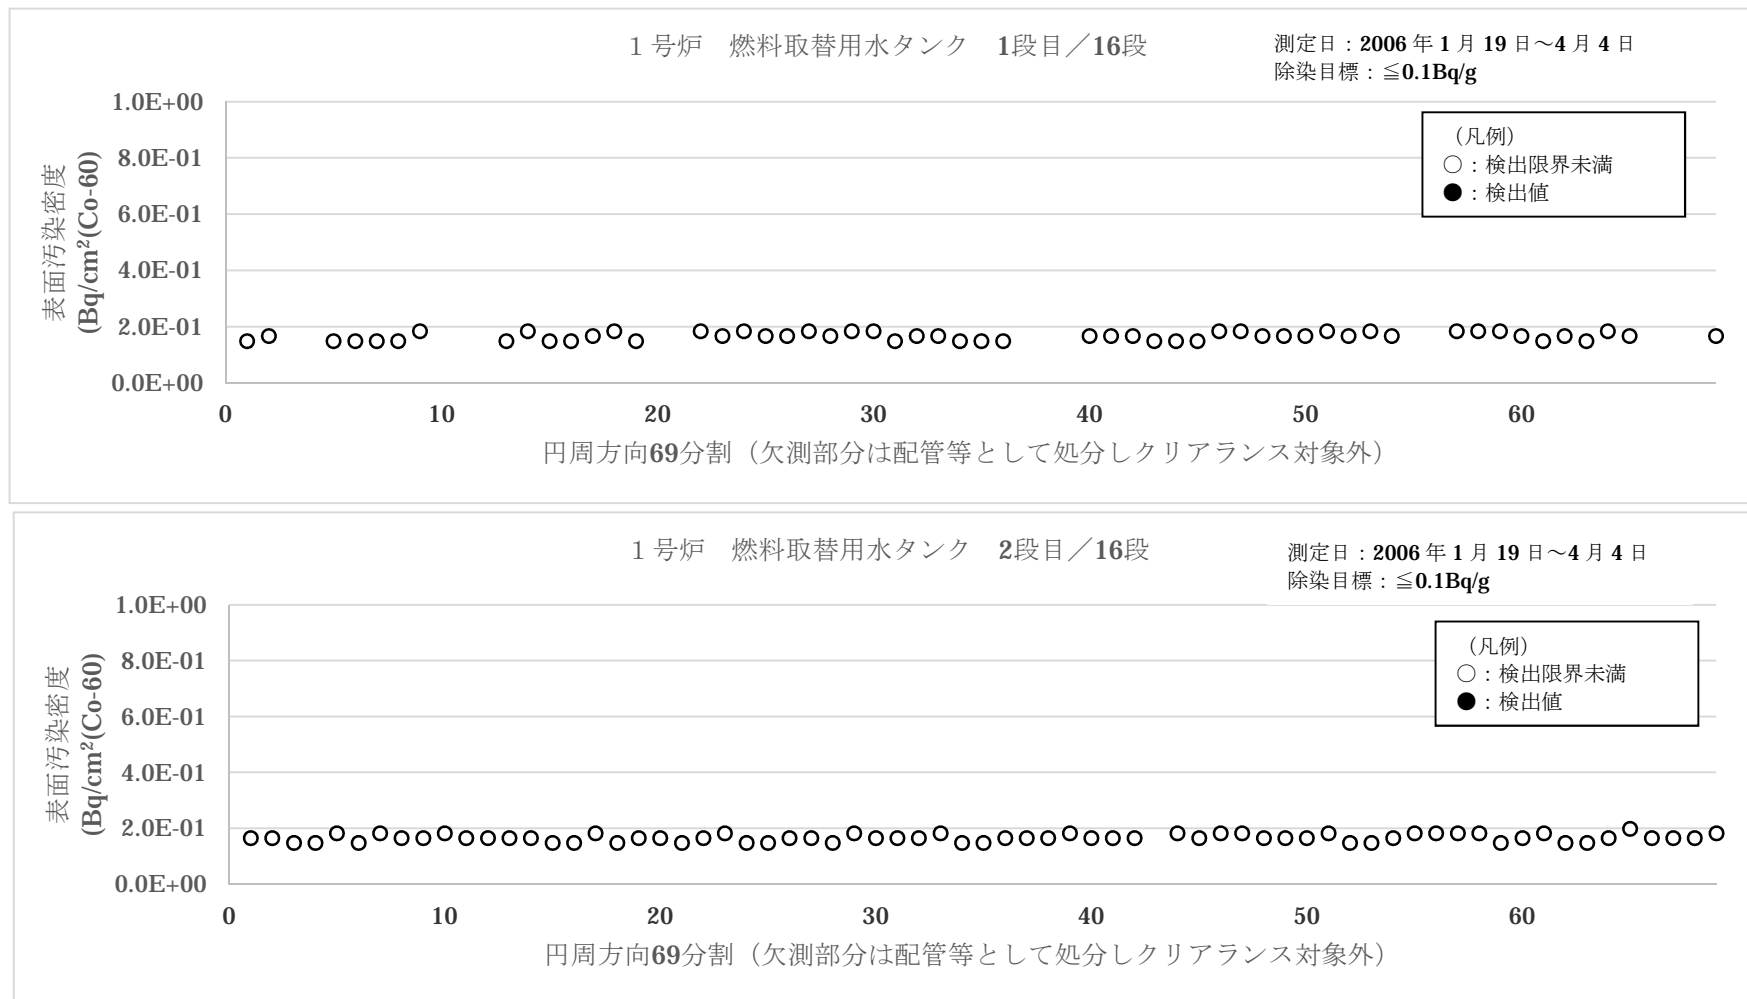 1号炉　燃料取替用水タンク　1段目／16段
測定日：2006年1月19日～4月4日
除染目標：≦0.1Bq/g
1.0E+00
8.0E-01
6.0E-01
4.0E-01
2.0E-01
0.0E+00
表面汚染密度
(Bq/cm²(Co-60)
（凡例）
○：検出限界未満
●：検出値
0 10 20 30 40 50 60
円周方向69分割（欠測部分は配管等として処分しクリアランス対象外）
1号炉　燃料取替用水タンク　2段目／16段
測定日：2006年1月19日～4月4日
除染目標：≦0.1Bq/g
1.0E+00
8.0E-01
6.0E-01
4.0E-01
2.0E-01
0.0E+00
表面汚染密度
(Bq/cm²(Co-60)
（凡例）
○：検出限界未満
●：検出値
0 10 20 30 40 50 60
円周方向69分割（欠測部分は配管等として処分しクリアランス対象外）